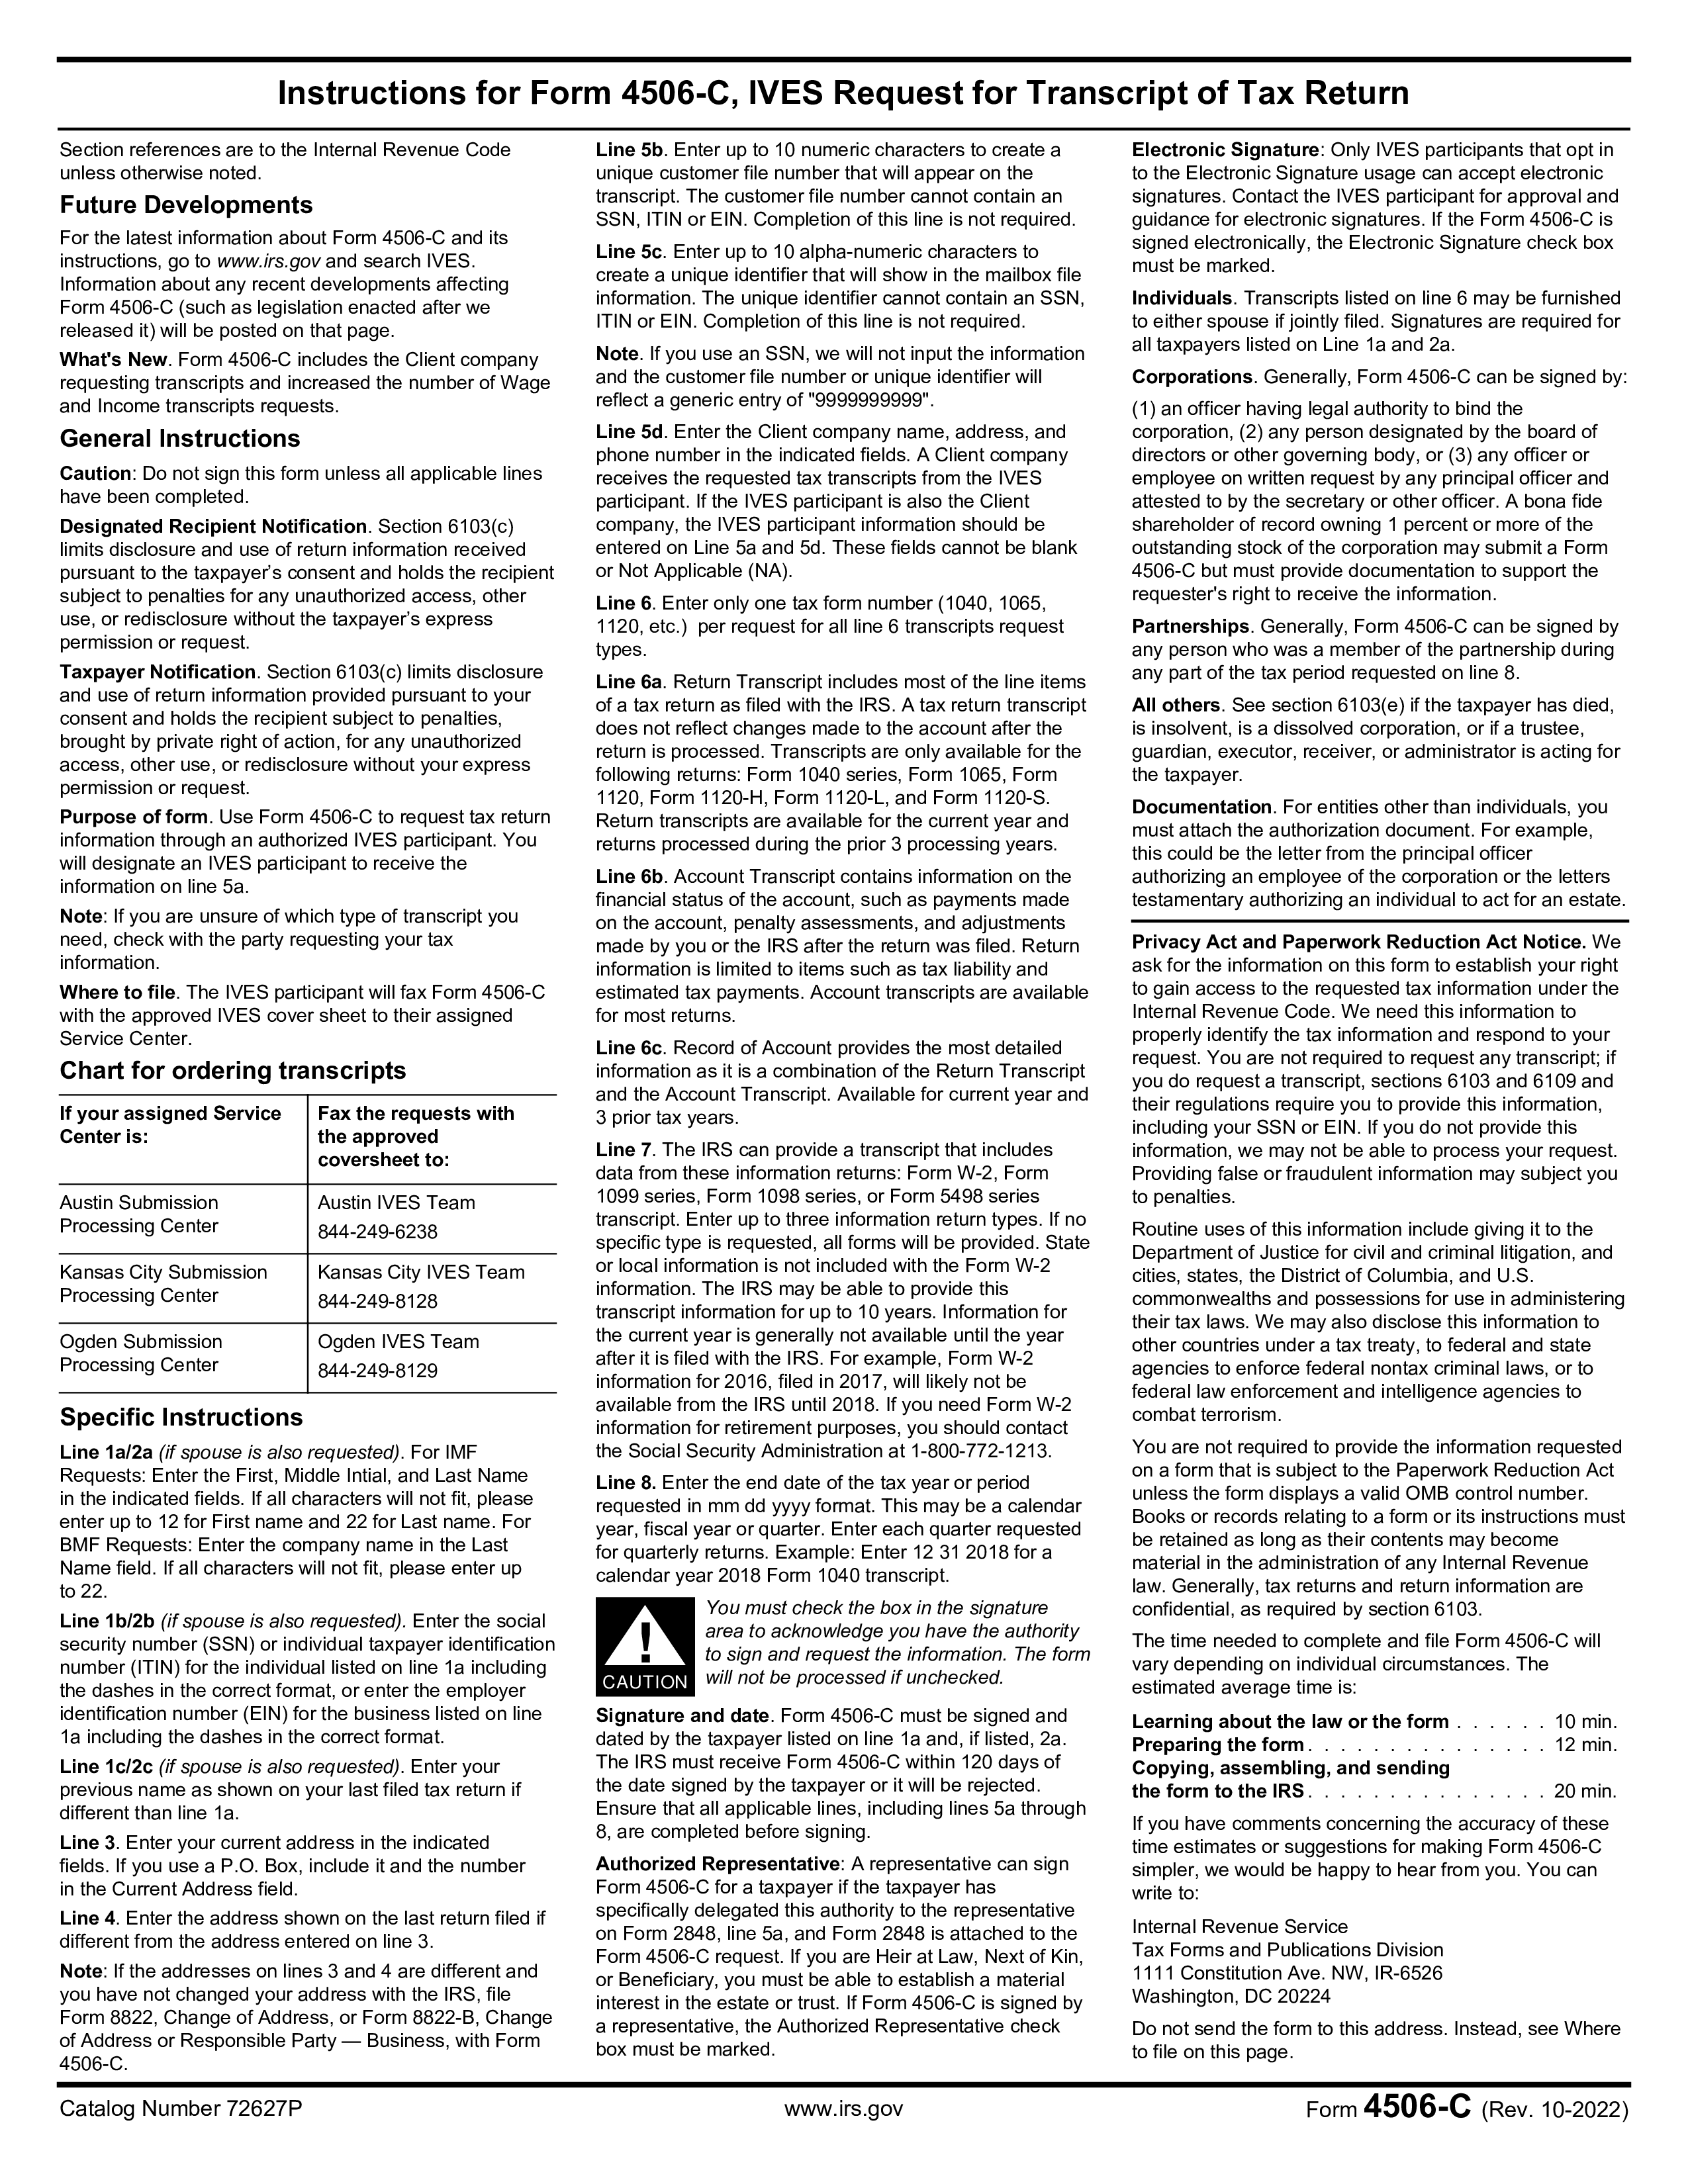 Instructions for Form 4506-C, IVES Request for Transcript of Tax Return
Section references are to the Internal Revenue Code
unless otherwise noted.
Future Developments
For the latest information about Form 4506-C and its
instructions, go to www.irs.gov and search IVES.
Information about any recent developments affecting
Form 4506-C (such as legislation enacted after we
released it) will be posted on that page.
What's New. Form 4506-C includes the Client company
requesting transcripts and increased the number of Wage
and Income transcripts requests.
General Instructions
Caution: Do not sign this form unless all applicable lines
have been completed.
Designated Recipient Notification. Section 6103(c)
limits disclosure and use of return information received
pursuant to the taxpayer’s consent and holds the recipient
subject to penalties for any unauthorized access, other
use, or redisclosure without the taxpayer’s express
permission or request.
Taxpayer Notification. Section 6103(c) limits disclosure
and use of return information provided pursuant to your
consent and holds the recipient subject to penalties,
brought by private right of action, for any unauthorized
access, other use, or redisclosure without your express
permission or request.
Purpose of form. Use Form 4506-C to request tax return
information through an authorized IVES participant. You
will designate an IVES participant to receive the
information on line 5a.
Note: If you are unsure of which type of transcript you
need, check with the party requesting your tax
information.
Where to file. The IVES participant will fax Form 4506-C
with the approved IVES cover sheet to their assigned
Service Center.
Chart for ordering transcripts
If your assigned Service
Center is:
Fax the requests with
the approved
coversheet to:
Austin Submission
Processing Center
Austin IVES Team
844-249-6238
Kansas City Submission
Processing Center
Kansas City IVES Team
844-249-8128
Ogden Submission
Processing Center
Ogden IVES Team
844-249-8129
Specific Instructions
Line 1a/2a (if spouse is also requested). For IMF
Requests: Enter the First, Middle Intial, and Last Name
in the indicated fields. If all characters will not fit, please
enter up to 12 for First name and 22 for Last name. For
BMF Requests: Enter the company name in the Last
Name field. If all characters will not fit, please enter up
to 22.
Line 1b/2b (if spouse is also requested). Enter the social
security number (SSN) or individual taxpayer identification
number (ITIN) for the individual listed on line 1a including
the dashes in the correct format, or enter the employer
identification number (EIN) for the business listed on line
1a including the dashes in the correct format.
Line 1c/2c (if spouse is also requested). Enter your
previous name as shown on your last filed tax return if
different than line 1a.
Line 3. Enter your current address in the indicated
fields. If you use a P.O. Box, include it and the number
in the Current Address field.
Line 4. Enter the address shown on the last return filed if
different from the address entered on line 3.
Note: If the addresses on lines 3 and 4 are different and
you have not changed your address with the IRS, file
Form 8822, Change of Address, or Form 8822-B, Change
of Address or Responsible Party — Business, with Form
4506-C.
Line 5b. Enter up to 10 numeric characters to create a
unique customer file number that will appear on the
transcript. The customer file number cannot contain an
SSN, ITIN or EIN. Completion of this line is not required.
Line 5c. Enter up to 10 alpha-numeric characters to
create a unique identifier that will show in the mailbox file
information. The unique identifier cannot contain an SSN,
ITIN or EIN. Completion of this line is not required.
Note. If you use an SSN, we will not input the information
and the customer file number or unique identifier will
reflect a generic entry of "9999999999".
Line 5d. Enter the Client company name, address, and
phone number in the indicated fields. A Client company
receives the requested tax transcripts from the IVES
participant. If the IVES participant is also the Client
company, the IVES participant information should be
entered on Line 5a and 5d. These fields cannot be blank
or Not Applicable (NA).
Line 6. Enter only one tax form number (1040, 1065,
1120, etc.) per request for all line 6 transcripts request
types.
Line 6a. Return Transcript includes most of the line items
of a tax return as filed with the IRS. A tax return transcript
does not reflect changes made to the account after the
return is processed. Transcripts are only available for the
following returns: Form 1040 series, Form 1065, Form
1120, Form 1120-H, Form 1120-L, and Form 1120-S.
Return transcripts are available for the current year and
returns processed during the prior 3 processing years.
Line 6b. Account Transcript contains information on the
financial status of the account, such as payments made
on the account, penalty assessments, and adjustments
made by you or the IRS after the return was filed. Return
information is limited to items such as tax liability and
estimated tax payments. Account transcripts are available
for most returns.
Line 6c. Record of Account provides the most detailed
information as it is a combination of the Return Transcript
and the Account Transcript. Available for current year and
3 prior tax years.
Line 7. The IRS can provide a transcript that includes
data from these information returns: Form W-2, Form
1099 series, Form 1098 series, or Form 5498 series
transcript. Enter up to three information return types. If no
specific type is requested, all forms will be provided. State
or local information is not included with the Form W-2
information. The IRS may be able to provide this
transcript information for up to 10 years. Information for
the current year is generally not available until the year
after it is filed with the IRS. For example, Form W-2
information for 2016, filed in 2017, will likely not be
available from the IRS until 2018. If you need Form W-2
information for retirement purposes, you should contact
the Social Security Administration at 1-800-772-1213.
Line 8. Enter the end date of the tax year or period
requested in mm dd yyyy format. This may be a calendar
year, fiscal year or quarter. Enter each quarter requested
for quarterly returns. Example: Enter 12 31 2018 for a
calendar year 2018 Form 1040 transcript.
CAUTION
You must check the box in the signature
area to acknowledge you have the authority
to sign and request the information. The form
will not be processed if unchecked.
Signature and date. Form 4506-C must be signed and
dated by the taxpayer listed on line 1a and, if listed, 2a.
The IRS must receive Form 4506-C within 120 days of
the date signed by the taxpayer or it will be rejected.
Ensure that all applicable lines, including lines 5a through
8, are completed before signing.
Authorized Representative: A representative can sign
Form 4506-C for a taxpayer if the taxpayer has
specifically delegated this authority to the representative
on Form 2848, line 5a, and Form 2848 is attached to the
Form 4506-C request. If you are Heir at Law, Next of Kin,
or Beneficiary, you must be able to establish a material
interest in the estate or trust. If Form 4506-C is signed by
a representative, the Authorized Representative check
box must be marked.
Electronic Signature: Only IVES participants that opt in
to the Electronic Signature usage can accept electronic
signatures. Contact the IVES participant for approval and
guidance for electronic signatures. If the Form 4506-C is
signed electronically, the Electronic Signature check box
must be marked.
Individuals. Transcripts listed on line 6 may be furnished
to either spouse if jointly filed. Signatures are required for
all taxpayers listed on Line 1a and 2a.
Corporations. Generally, Form 4506-C can be signed by:
(1) an officer having legal authority to bind the
corporation, (2) any person designated by the board of
directors or other governing body, or (3) any officer or
employee on written request by any principal officer and
attested to by the secretary or other officer. A bona fide
shareholder of record owning 1 percent or more of the
outstanding stock of the corporation may submit a Form
4506-C but must provide documentation to support the
requester's right to receive the information.
Partnerships. Generally, Form 4506-C can be signed by
any person who was a member of the partnership during
any part of the tax period requested on line 8.
All others. See section 6103(e) if the taxpayer has died,
is insolvent, is a dissolved corporation, or if a trustee,
guardian, executor, receiver, or administrator is acting for
the taxpayer.
Documentation. For entities other than individuals, you
must attach the authorization document. For example,
this could be the letter from the principal officer
authorizing an employee of the corporation or the letters
testamentary authorizing an individual to act for an estate.
Privacy Act and Paperwork Reduction Act Notice. We
ask for the information on this form to establish your right
to gain access to the requested tax information under the
Internal Revenue Code. We need this information to
properly identify the tax information and respond to your
request. You are not required to request any transcript; if
you do request a transcript, sections 6103 and 6109 and
their regulations require you to provide this information,
including your SSN or EIN. If you do not provide this
information, we may not be able to process your request.
Providing false or fraudulent information may subject you
to penalties.
Routine uses of this information include giving it to the
Department of Justice for civil and criminal litigation, and
cities, states, the District of Columbia, and U.S.
commonwealths and possessions for use in administering
their tax laws. We may also disclose this information to
other countries under a tax treaty, to federal and state
agencies to enforce federal nontax criminal laws, or to
federal law enforcement and intelligence agencies to
combat terrorism.
You are not required to provide the information requested
on a form that is subject to the Paperwork Reduction Act
unless the form displays a valid OMB control number.
Books or records relating to a form or its instructions must
be retained as long as their contents may become
material in the administration of any Internal Revenue
law. Generally, tax returns and return information are
confidential, as required by section 6103.
The time needed to complete and file Form 4506-C will
vary depending on individual circumstances. The
estimated average time is:
Learning about the law or the form . . . . . . 10 min.
Preparing the form . . . . . . . . . . . . . . . 12 min.
Copying, assembling, and sending
the form to the IRS . . . . . . . . . . . . . . . 20 min.
If you have comments concerning the accuracy of these
time estimates or suggestions for making Form 4506-C
simpler, we would be happy to hear from you. You can
write to:
Internal Revenue Service
Tax Forms and Publications Division
1111 Constitution Ave. NW, IR-6526
Washington, DC 20224
Do not send the form to this address. Instead, see Where
to file on this page.
Catalog Number 72627P
www.irs.gov
Form 4506-C (Rev. 10-2022)